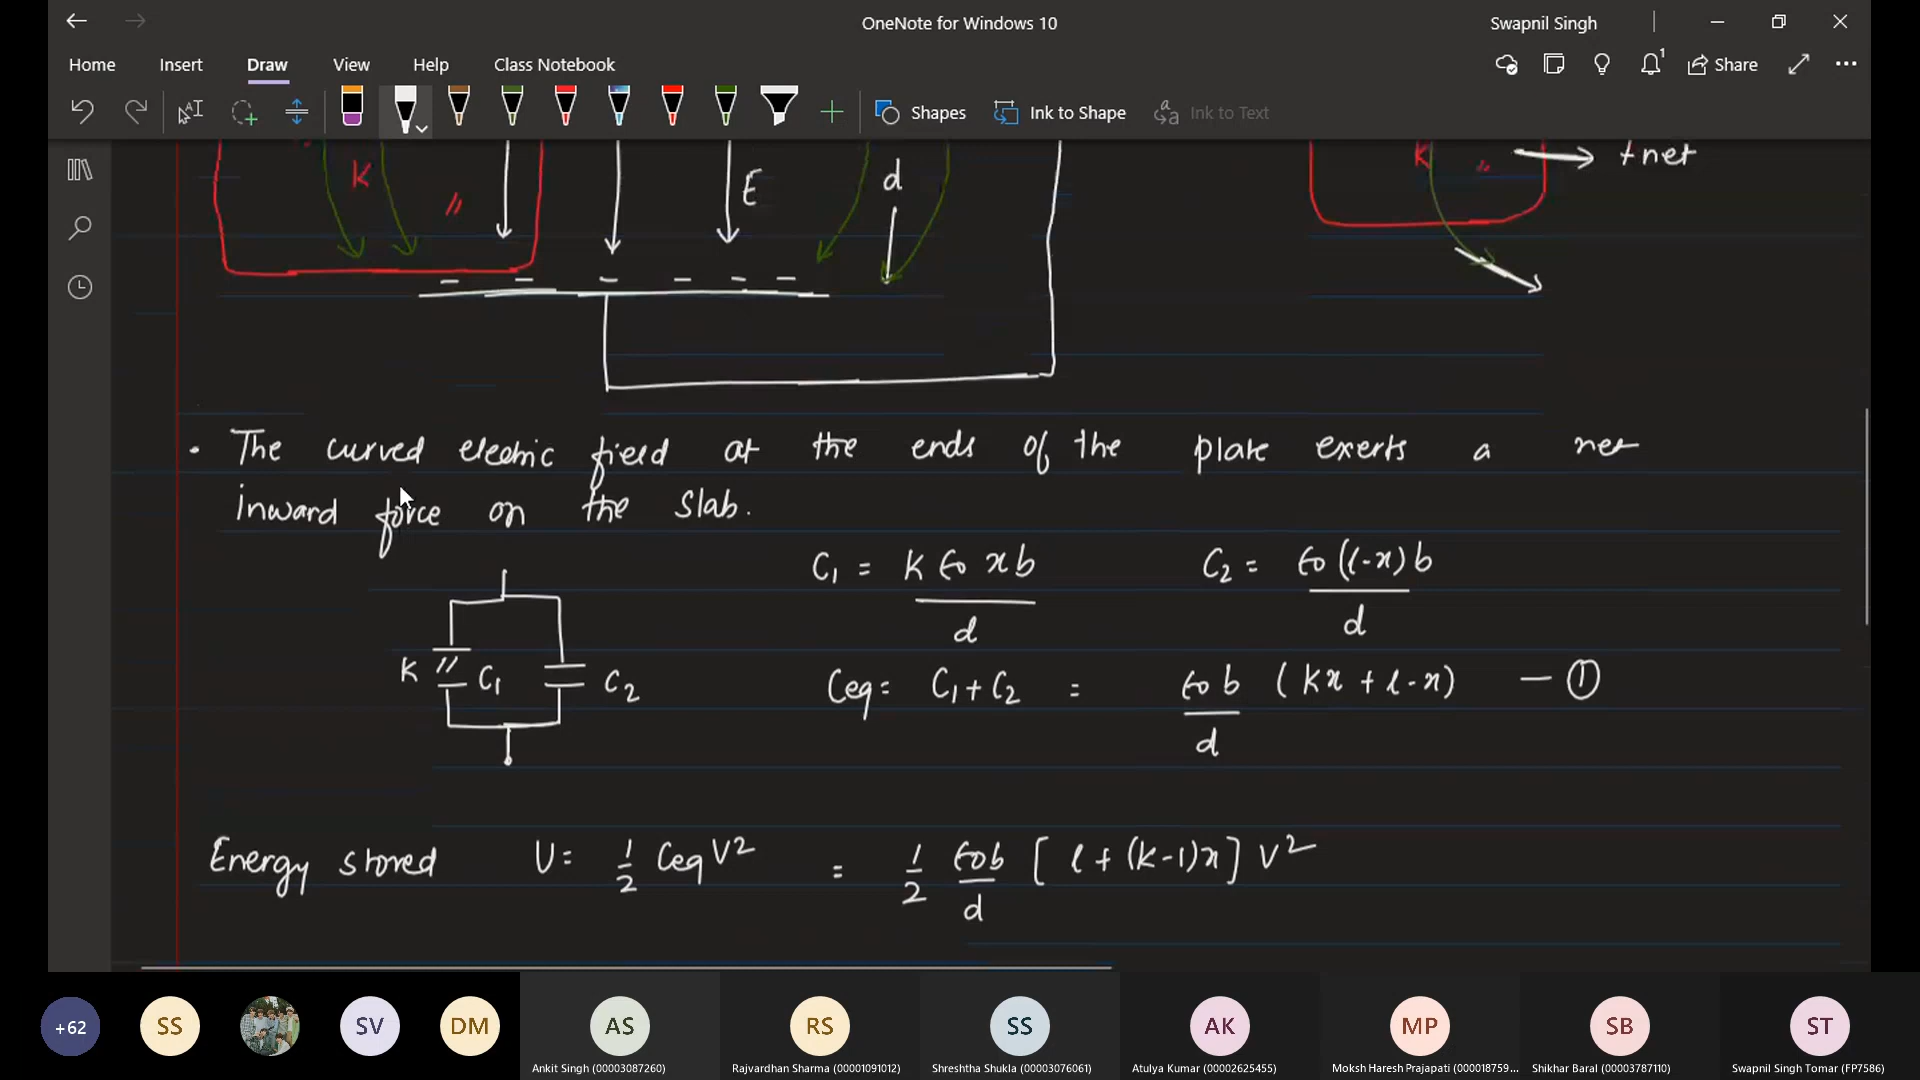 OneNote for Windows 10
Swapnil Singh
Home Insert Draw View Help Class Notebook
1
Share
Shapes Ink to Shape Ink to Text
K
"
E
d
K
"
Fnet
• The curved electric field at the ends of the plate exerts a net
inward force on the slab.
C₁ = K ε₀ x b / d
C₂ = ε₀ (l-x) b / d
K // C₁ C₂
Ceq = C₁ + C₂ = ε₀ b / d (Kx + l - x) — ①
Energy stored U = 1/2 Ceq V² = 1/2 ε₀ b / d [ l + (K-1)x ] V²
+62 SS SV DM AS RS SS AK MP SB ST
Ankit Singh (00003087260)
Rajvardhan Sharma (00001091012)
Shreshtha Shukla (00003076061)
Atulya Kumar (00002625455)
Moksh Haresh Prajapati (000018759...
Shikhar Baral (00003787110)
Swapnil Singh Tomar (FP7586)